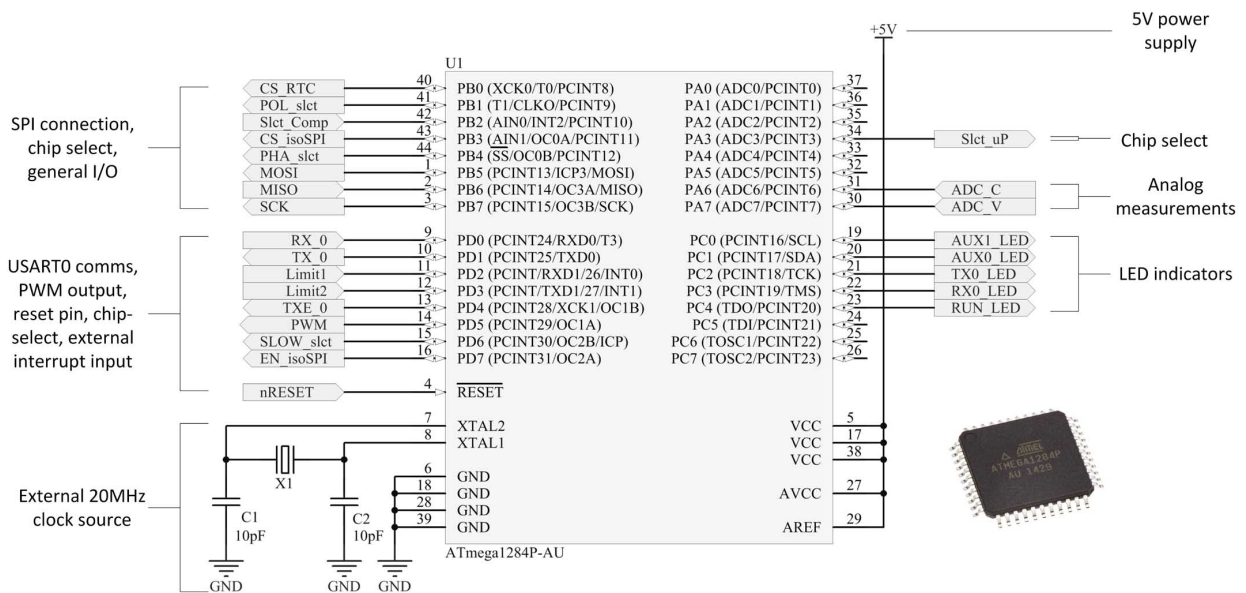 5V power
supply
+5V
U1
SPI connection,
chip select,
general I/O
CS_RTC 40 PB0 (XCK0/T0/PCINT8) PA0 (ADC0/PCINT0) 37
POL_slct 41 PB1 (T1/CLKO/PCINT9) PA1 (ADC1/PCINT1) 36
Slct_Comp 42 PB2 (AIN0/INT2/PCINT10) PA2 (ADC2/PCINT2) 35
CS_isoSPI 43 PB3 (AIN1/OC0A/PCINT11) PA3 (ADC3/PCINT3) 34 Slct_uP
PHA_slct 44 PB4 (SS/OC0B/PCINT12) PA4 (ADC4/PCINT4) 33
MOSI 1 PB5 (PCINT13/ICP3/MOSI) PA5 (ADC5/PCINT5) 32
MISO 2 PB6 (PCINT14/OC3A/MISO) PA6 (ADC6/PCINT6) 31 ADC_C
SCK 3 PB7 (PCINT15/OC3B/SCK) PA7 (ADC7/PCINT7) 30 ADC_V
Chip select
Analog
measurements
USART0 comms,
PWM output,
reset pin, chip-
select, external
interrupt input
RX_0 9 PD0 (PCINT24/RXD0/T3) PC0 (PCINT16/SCL) 19 AUX1_LED
TX_0 10 PD1 (PCINT25/TXD0) PC1 (PCINT17/SDA) 20 AUX0_LED
Limit1 11 PD2 (PCINT/RXD1/26/INT0) PC2 (PCINT18/TCK) 21 TX0_LED
Limit2 12 PD3 (PCINT/TXD1/27/INT1) PC3 (PCINT19/TMS) 22 RX0_LED
TXE_0 13 PD4 (PCINT28/XCK1/OC1B) PC4 (TDO/PCINT20) 23 RUN_LED
PWM 14 PD5 (PCINT29/OC1A) PC5 (TDI/PCINT21) 24
SLOW_slct 15 PD6 (PCINT30/OC2B/ICP) PC6 (TOSC1/PCINT22) 25
EN_isoSPI 16 PD7 (PCINT31/OC2A) PC7 (TOSC2/PCINT23) 26
LED indicators
nRESET 4 RESET
7 XTAL2 VCC 5
8 XTAL1 VCC 17
VCC 38
X1
6 GND
18 GND AVCC 27
28 GND
39 GND AREF 29
External 20MHz
clock source
C1
10pF
C2
10pF
ATmega1284P-AU
GND GND GND
ATMEL
ATMEGA1284P
AU 1429